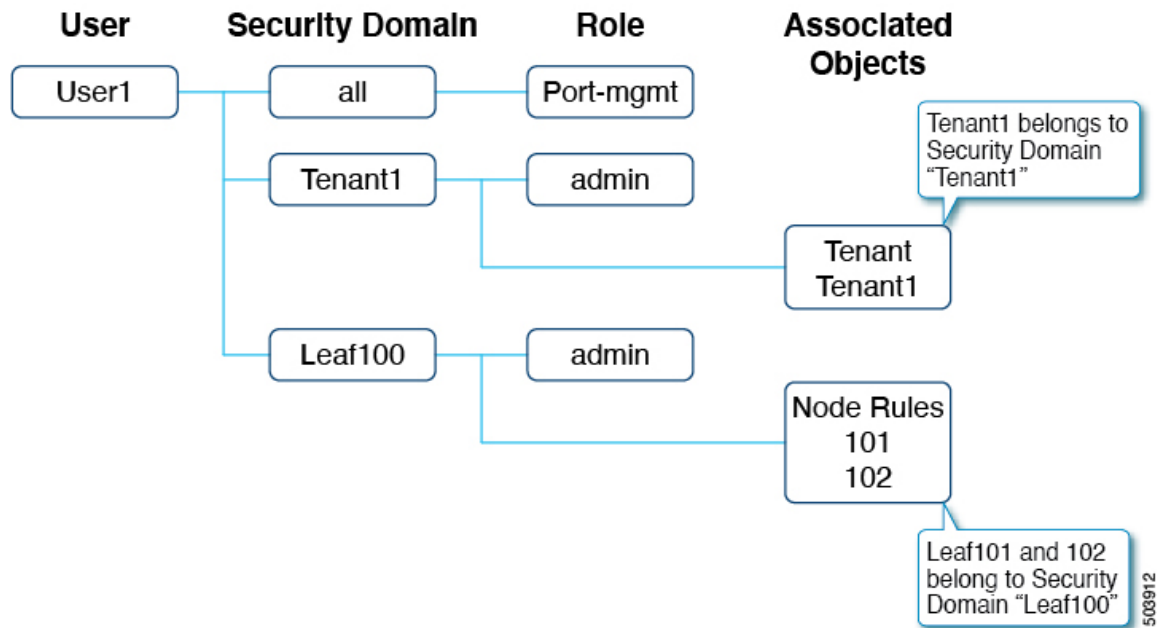 User
Security Domain
Role
Associated
Objects
User1
all
Port-mgmt
Tenant1 belongs to
Security Domain
“Tenant1”
Tenant1
admin
Tenant
Tenant1
Leaf100
admin
Node Rules
101
102
Leaf101 and 102
belong to Security
Domain “Leaf100”
503912